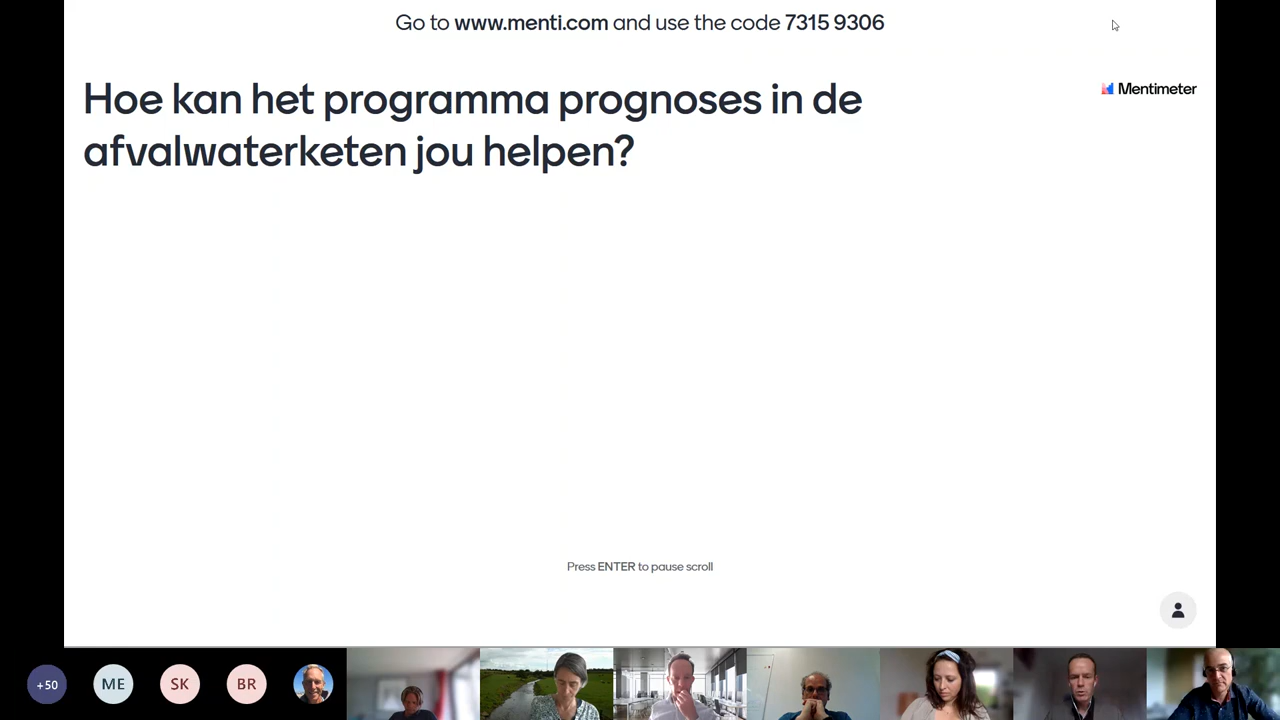 Go to www.menti.com and use the code 7315 9306
Mentimeter
Hoe kan het programma prognoses in de
afvalwaterketen jou helpen?
Press ENTER to pause scroll
+50
ME
SK
BR